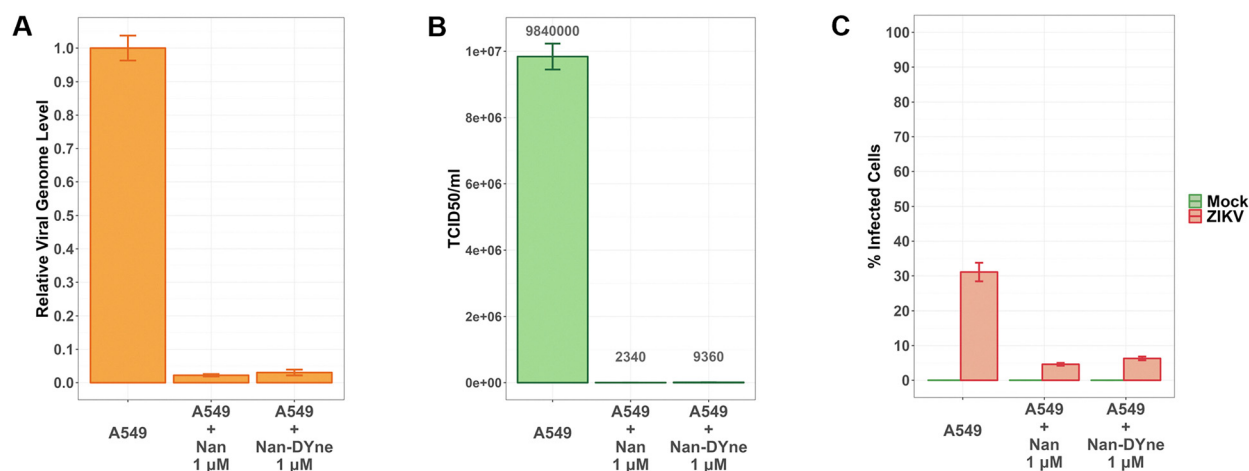 A
Relative Viral Genome Level
1.0
0.9
0.8
0.7
0.6
0.5
0.4
0.3
0.2
0.1
0.0
A549
A549
+
Nan
1 µM
A549
+
Nan-DYne
1 µM
B
TCID50/ml
1e+07
8e+06
6e+06
4e+06
2e+06
0e+00
9840000
2340
9360
A549
A549
+
Nan
1 µM
A549
+
Nan-DYne
1 µM
C
% Infected Cells
100
90
80
70
60
50
40
30
20
10
0
A549
A549
+
Nan
1 µM
A549
+
Nan-DYne
1 µM
Mock
ZIKV